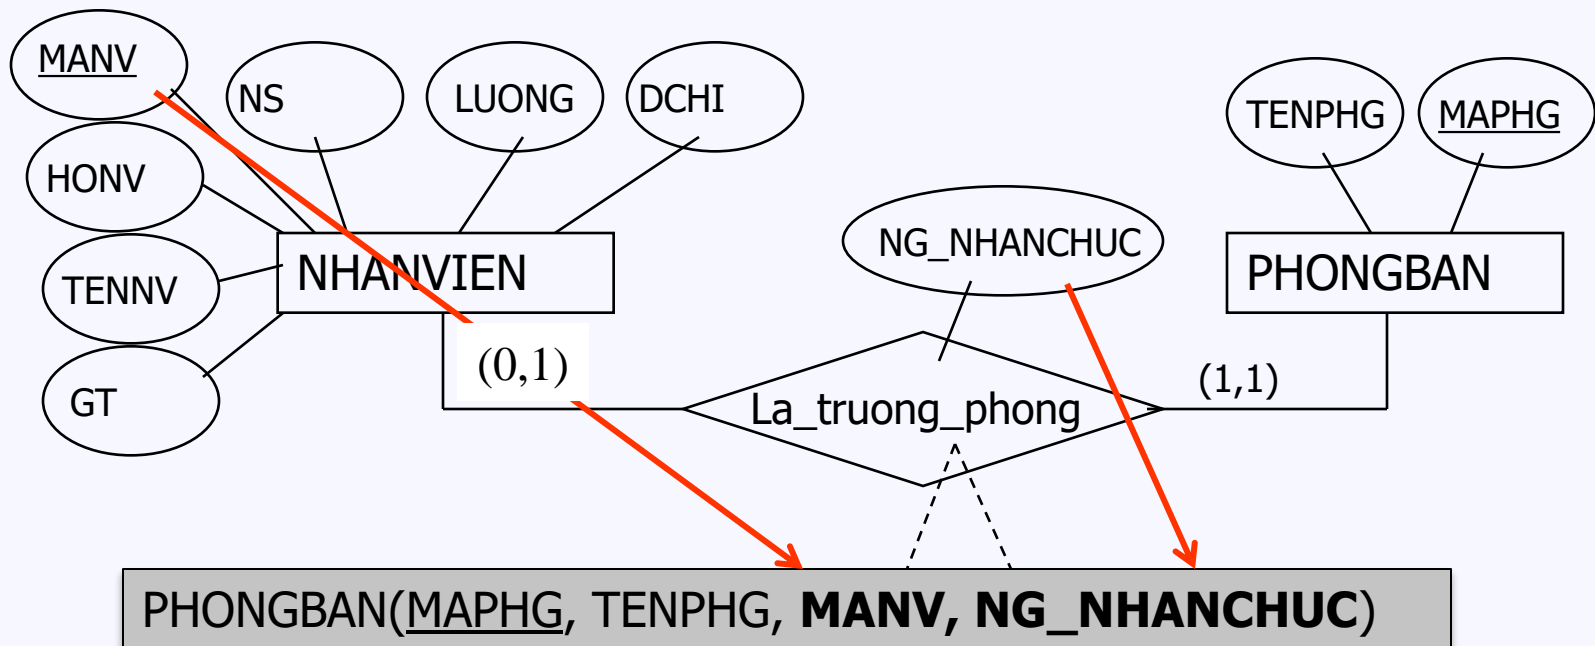 MANV
NS
LUONG
DCHI
TENPHG
MAPHG
HONV
TENNV
GT
NHANVIEN
NG_NHANCHUC
PHONGBAN
(0,1)
La_truong_phong
(1,1)
PHONGBAN(MAPHG, TENPHG, MANV, NG_NHANCHUC)